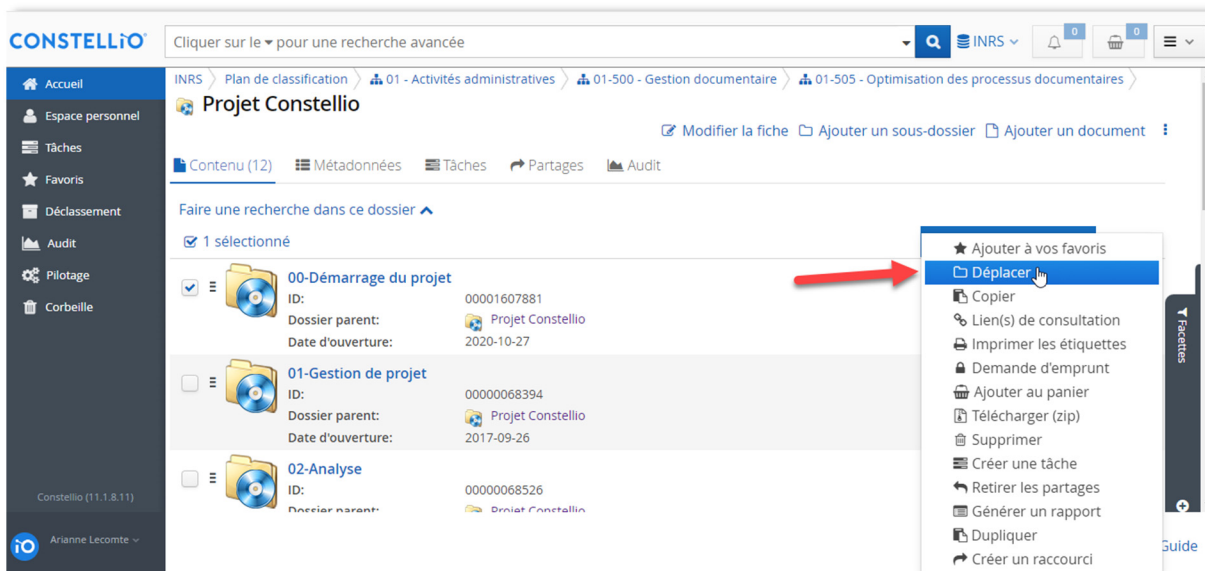 CONSTELLiO
Cliquer sur le pour une recherche avancée
INRS
0
0
Accueil
Espace personnel
Tâches
Favoris
Déclassement
Audit
Pilotage
Corbeille
Constellio (11.1.8.11)
Arianne Lecomte
iO
INRS Plan de classification 01 - Activités administratives 01-500 - Gestion documentaire 01-505 - Optimisation des processus documentaires
Projet Constellio
Modifier la fiche Ajouter un sous-dossier Ajouter un document
Contenu (12) Métadonnées Tâches Partages Audit
Faire une recherche dans ce dossier
1 sélectionné
00-Démarrage du projet
ID: 00001607881
Dossier parent: Projet Constellio
Date d'ouverture: 2020-10-27
01-Gestion de projet
ID: 00000068394
Dossier parent: Projet Constellio
Date d'ouverture: 2017-09-26
02-Analyse
ID: 00000068526
Dossier parent: Projet Constellio
Ajouter à vos favoris
Déplacer
Copier
Lien(s) de consultation
Imprimer les étiquettes
Demande d'emprunt
Ajouter au panier
Télécharger (zip)
Supprimer
Créer une tâche
Retirer les partages
Générer un rapport
Dupliquer
Créer un raccourci
Facettes
Guide